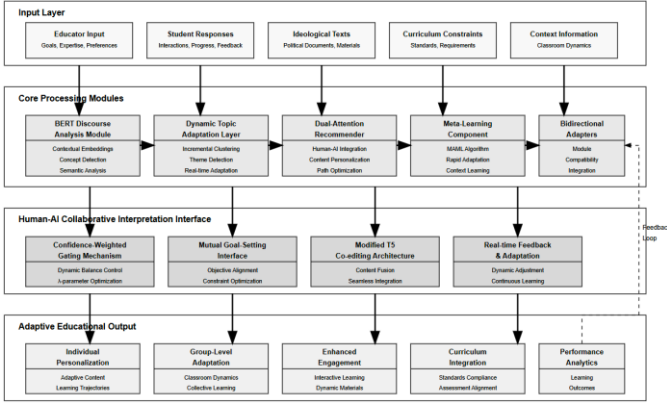 Input Layer
Educator Input
Goals, Expertise, Preferences
Student Responses
Interactions, Progress, Feedback
Ideological Texts
Political Documents, Materials
Curriculum Constraints
Standards, Requirements
Context Information
Classroom Dynamics
Core Processing Modules
BERT Discourse
Analysis Module
Contextual Embeddings
Concept Detection
Semantic Analysis
Dynamic Topic
Adaptation Layer
Incremental Clustering
Theme Detection
Real-time Adaptation
Dual-Attention
Recommender
Human-AI Integration
Content Personalization
Path Optimization
Meta-Learning
Component
MAML Algorithm
Rapid Adaptation
Context Learning
Bidirectional
Adapters
Module
Compatibility
Integration
Human-AI Collaborative Interpretation Interface
Confidence-Weighted
Gating Mechanism
Dynamic Balance Control
λ-parameter Optimization
Mutual Goal-Setting
Interface
Objective Alignment
Constraint Optimization
Modified T5
Co-editing Architecture
Content Fusion
Seamless Integration
Real-time Feedback
& Adaptation
Dynamic Adjustment
Continuous Learning
Feedback
Loop
Adaptive Educational Output
Individual
Personalization
Adaptive Content
Learning Trajectories
Group-Level
Adaptation
Classroom Dynamics
Collective Learning
Enhanced
Engagement
Interactive Learning
Dynamic Materials
Curriculum
Integration
Standards Compliance
Assessment Alignment
Performance
Analytics
Learning
Outcomes